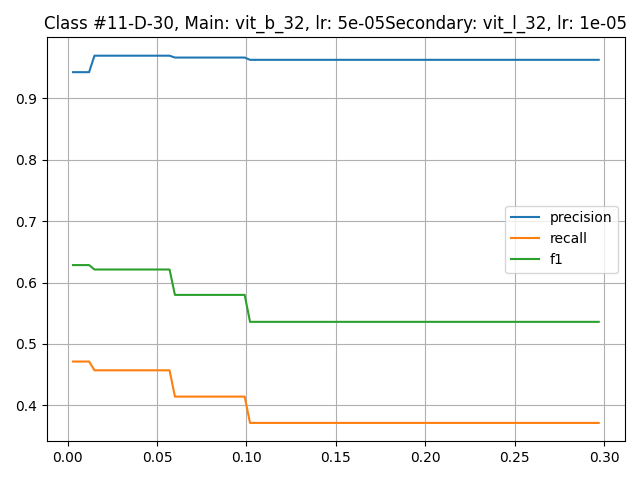 Class #11-D-30, Main: vit_b_32, lr: 5e-05Secondary: vit_l_32, lr: 1e-05
0.9
0.8
0.7
0.6
0.5
0.4
precision
recall
f1
0.00 0.05 0.10 0.15 0.20 0.25 0.30